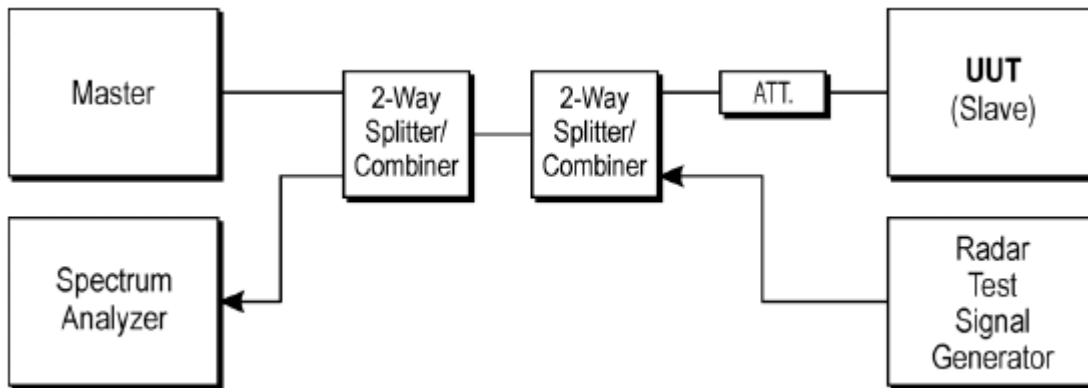 Master
2-Way
Splitter/
Combiner
2-Way
Splitter/
Combiner
ATT.
UUT
(Slave)
Spectrum
Analyzer
Radar
Test
Signal
Generator